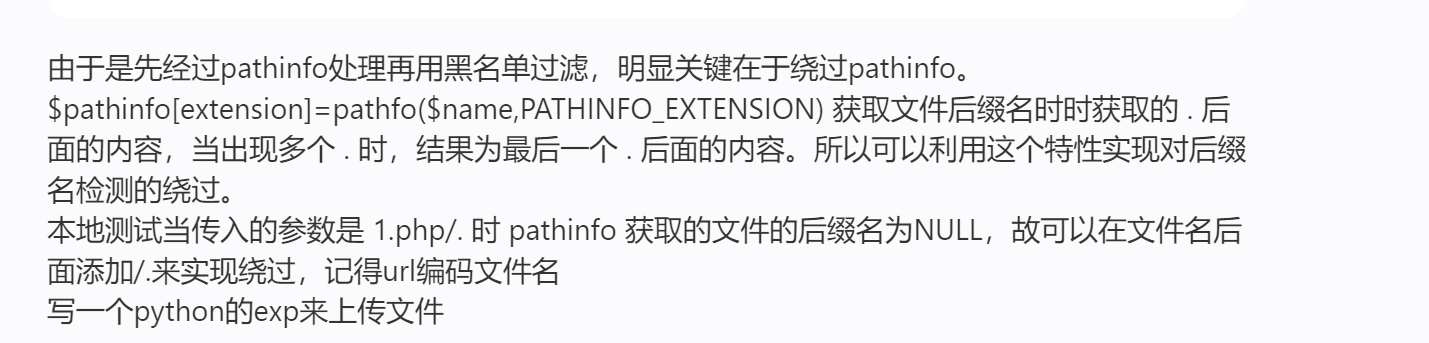 由于是先经过pathinfo处理再用黑名单过滤，明显关键在于绕过pathinfo。
$pathinfo[extension]=pathfo($name,PATHINFO_EXTENSION) 获取文件后缀名时时获取的 . 后
面的内容，当出现多个 . 时，结果为最后一个 . 后面的内容。所以可以利用这个特性实现对后缀
名检测的绕过。
本地测试当传入的参数是 1.php/. 时 pathinfo 获取的文件的后缀名为NULL，故可以在文件名后
面添加/.来实现绕过，记得url编码文件名
写一个python的exp来上传文件